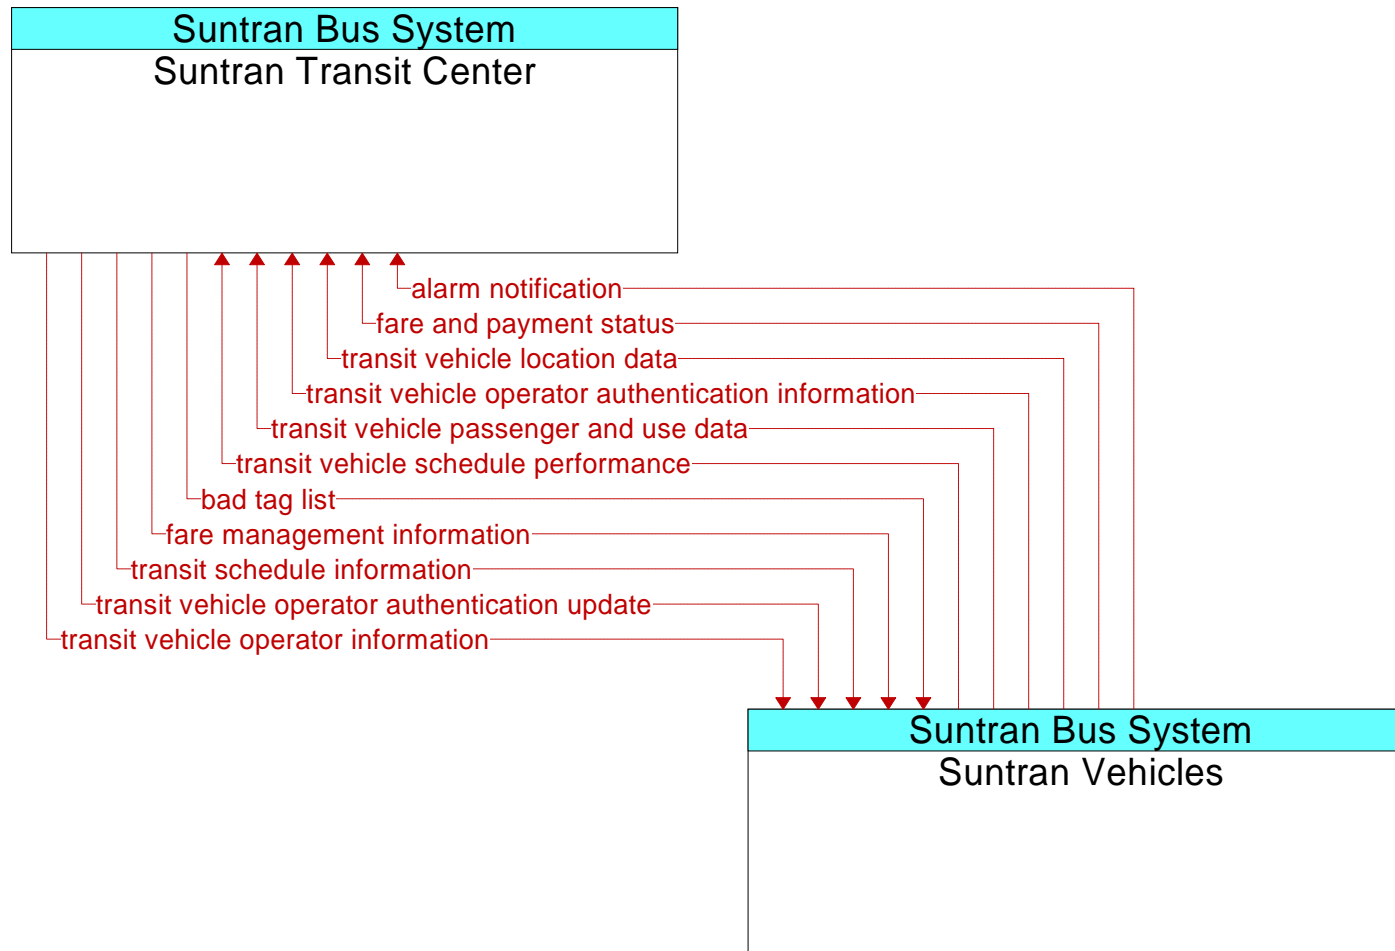 Suntran Bus System
Suntran Transit Center
alarm notification
fare and payment status
transit vehicle location data
transit vehicle operator authentication information
transit vehicle passenger and use data
transit vehicle schedule performance
bad tag list
fare management information
transit schedule information
transit vehicle operator authentication update
transit vehicle operator information
Suntran Bus System
Suntran Vehicles